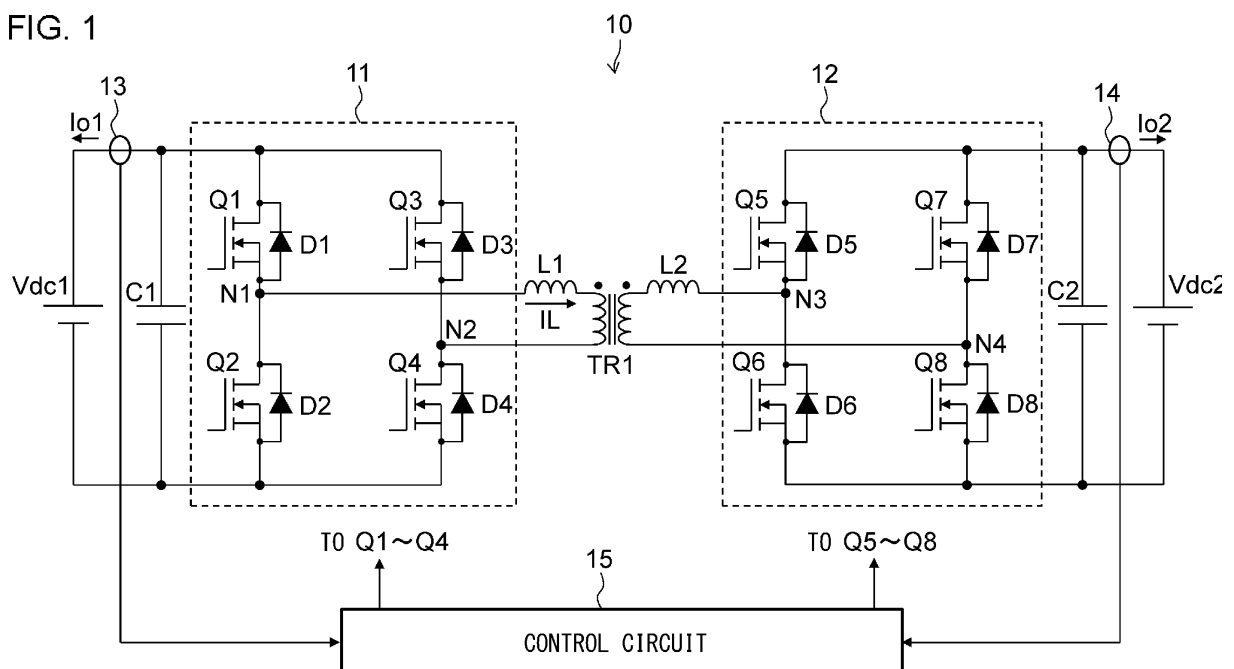 FIG. 1
10
11
12
13
14
Io1
Io2
Q1
Q3
Q5
Q7
D1
D3
D5
D7
L1
L2
Vdc1
C1
N1
IL
N3
C2
Vdc2
N2
TR1
N4
Q2
Q4
Q6
Q8
D2
D4
D6
D8
TO Q1～Q4
TO Q5～Q8
15
CONTROL CIRCUIT